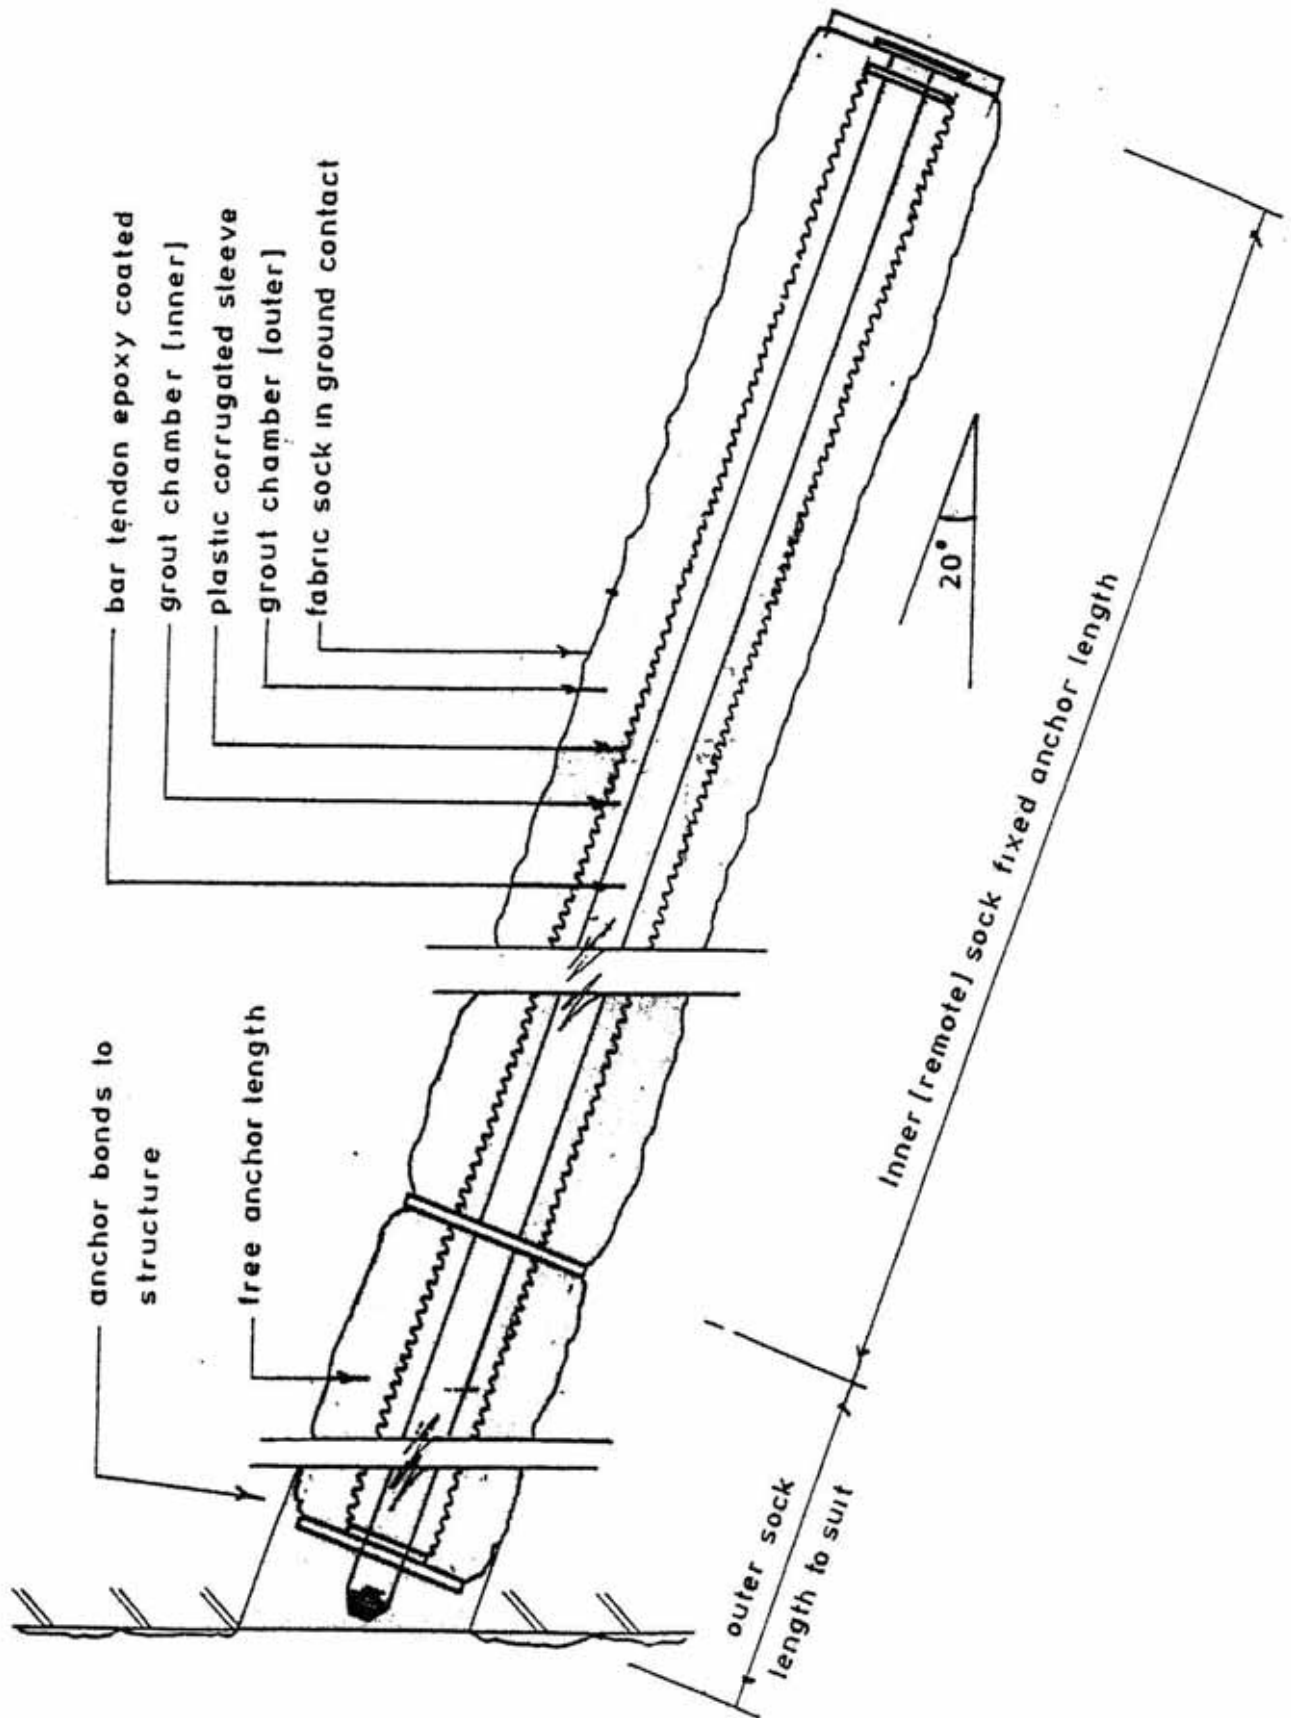 bar tendon epoxy coated
grout chamber [inner]
plastic corrugated sleeve
grout chamber [outer]
fabric sock in ground contact
anchor bonds to
structure
free anchor length
20°
Inner [remote] sock fixed anchor length
outer sock
length to suit